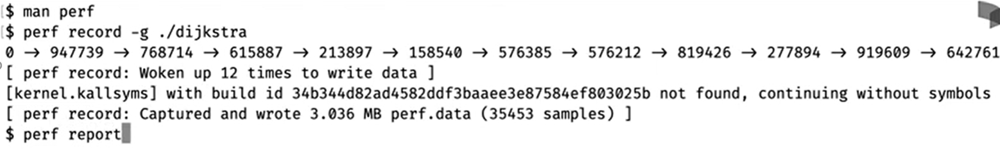 $ man perf
$ perf record -g ./dijkstra
0 → 947739 → 768714 → 615887 → 213897 → 158540 → 576385 → 576212 → 819426 → 277894 → 919609 → 642761
[ perf record: Woken up 12 times to write data ]
[kernel.kallsyms] with build id 34b344d82ad4582ddf3baaee3e87584ef803025b not found, continuing without symbols
[ perf record: Captured and wrote 3.036 MB perf.data (35453 samples) ]
$ perf report